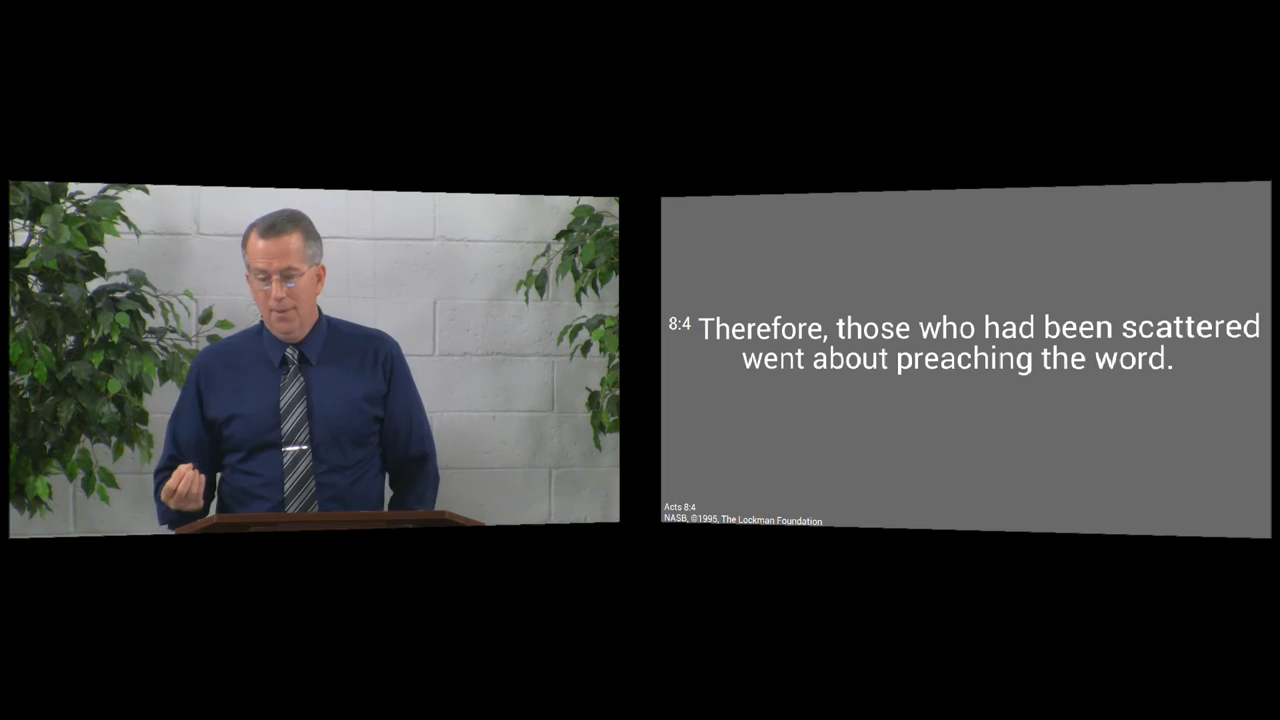 8:4 Therefore, those who had been scattered
went about preaching the word.
Acts 8:4
NASB, ©1995, The Lockman Foundation